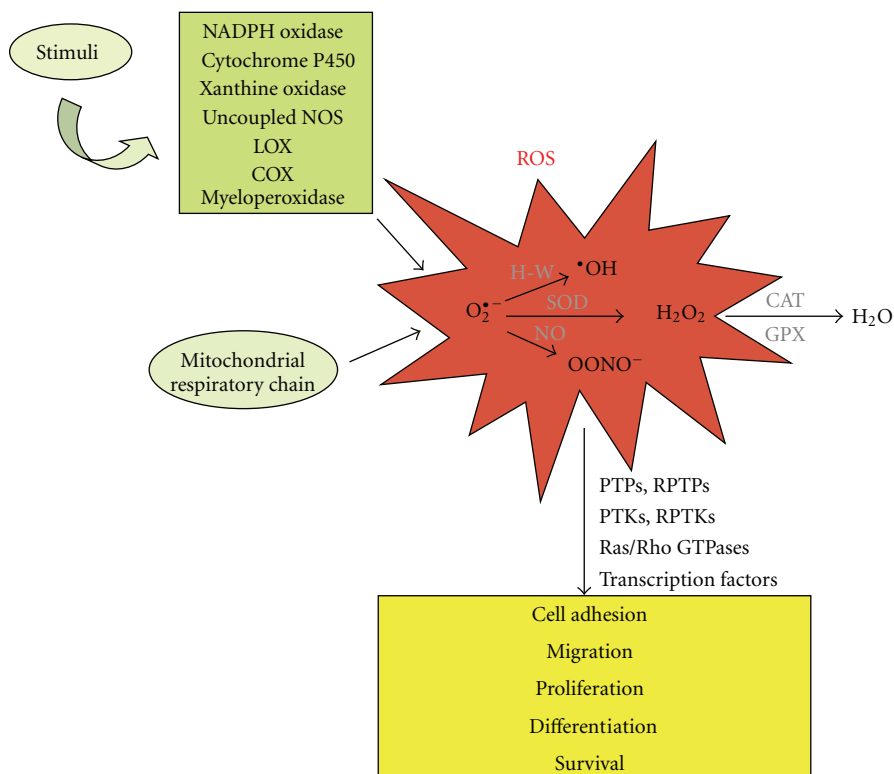 Stimuli
NADPH oxidase
Cytochrome P450
Xanthine oxidase
Uncoupled NOS
LOX
COX
Myeloperoxidase
ROS
H-W
•OH
O₂•−
SOD
H₂O₂
NO
OONO⁻
CAT
GPX
H₂O
Mitochondrial
respiratory chain
PTPs, RPTPs
PTKs, RPTKs
Ras/Rho GTPases
Transcription factors
Cell adhesion
Migration
Proliferation
Differentiation
Survival